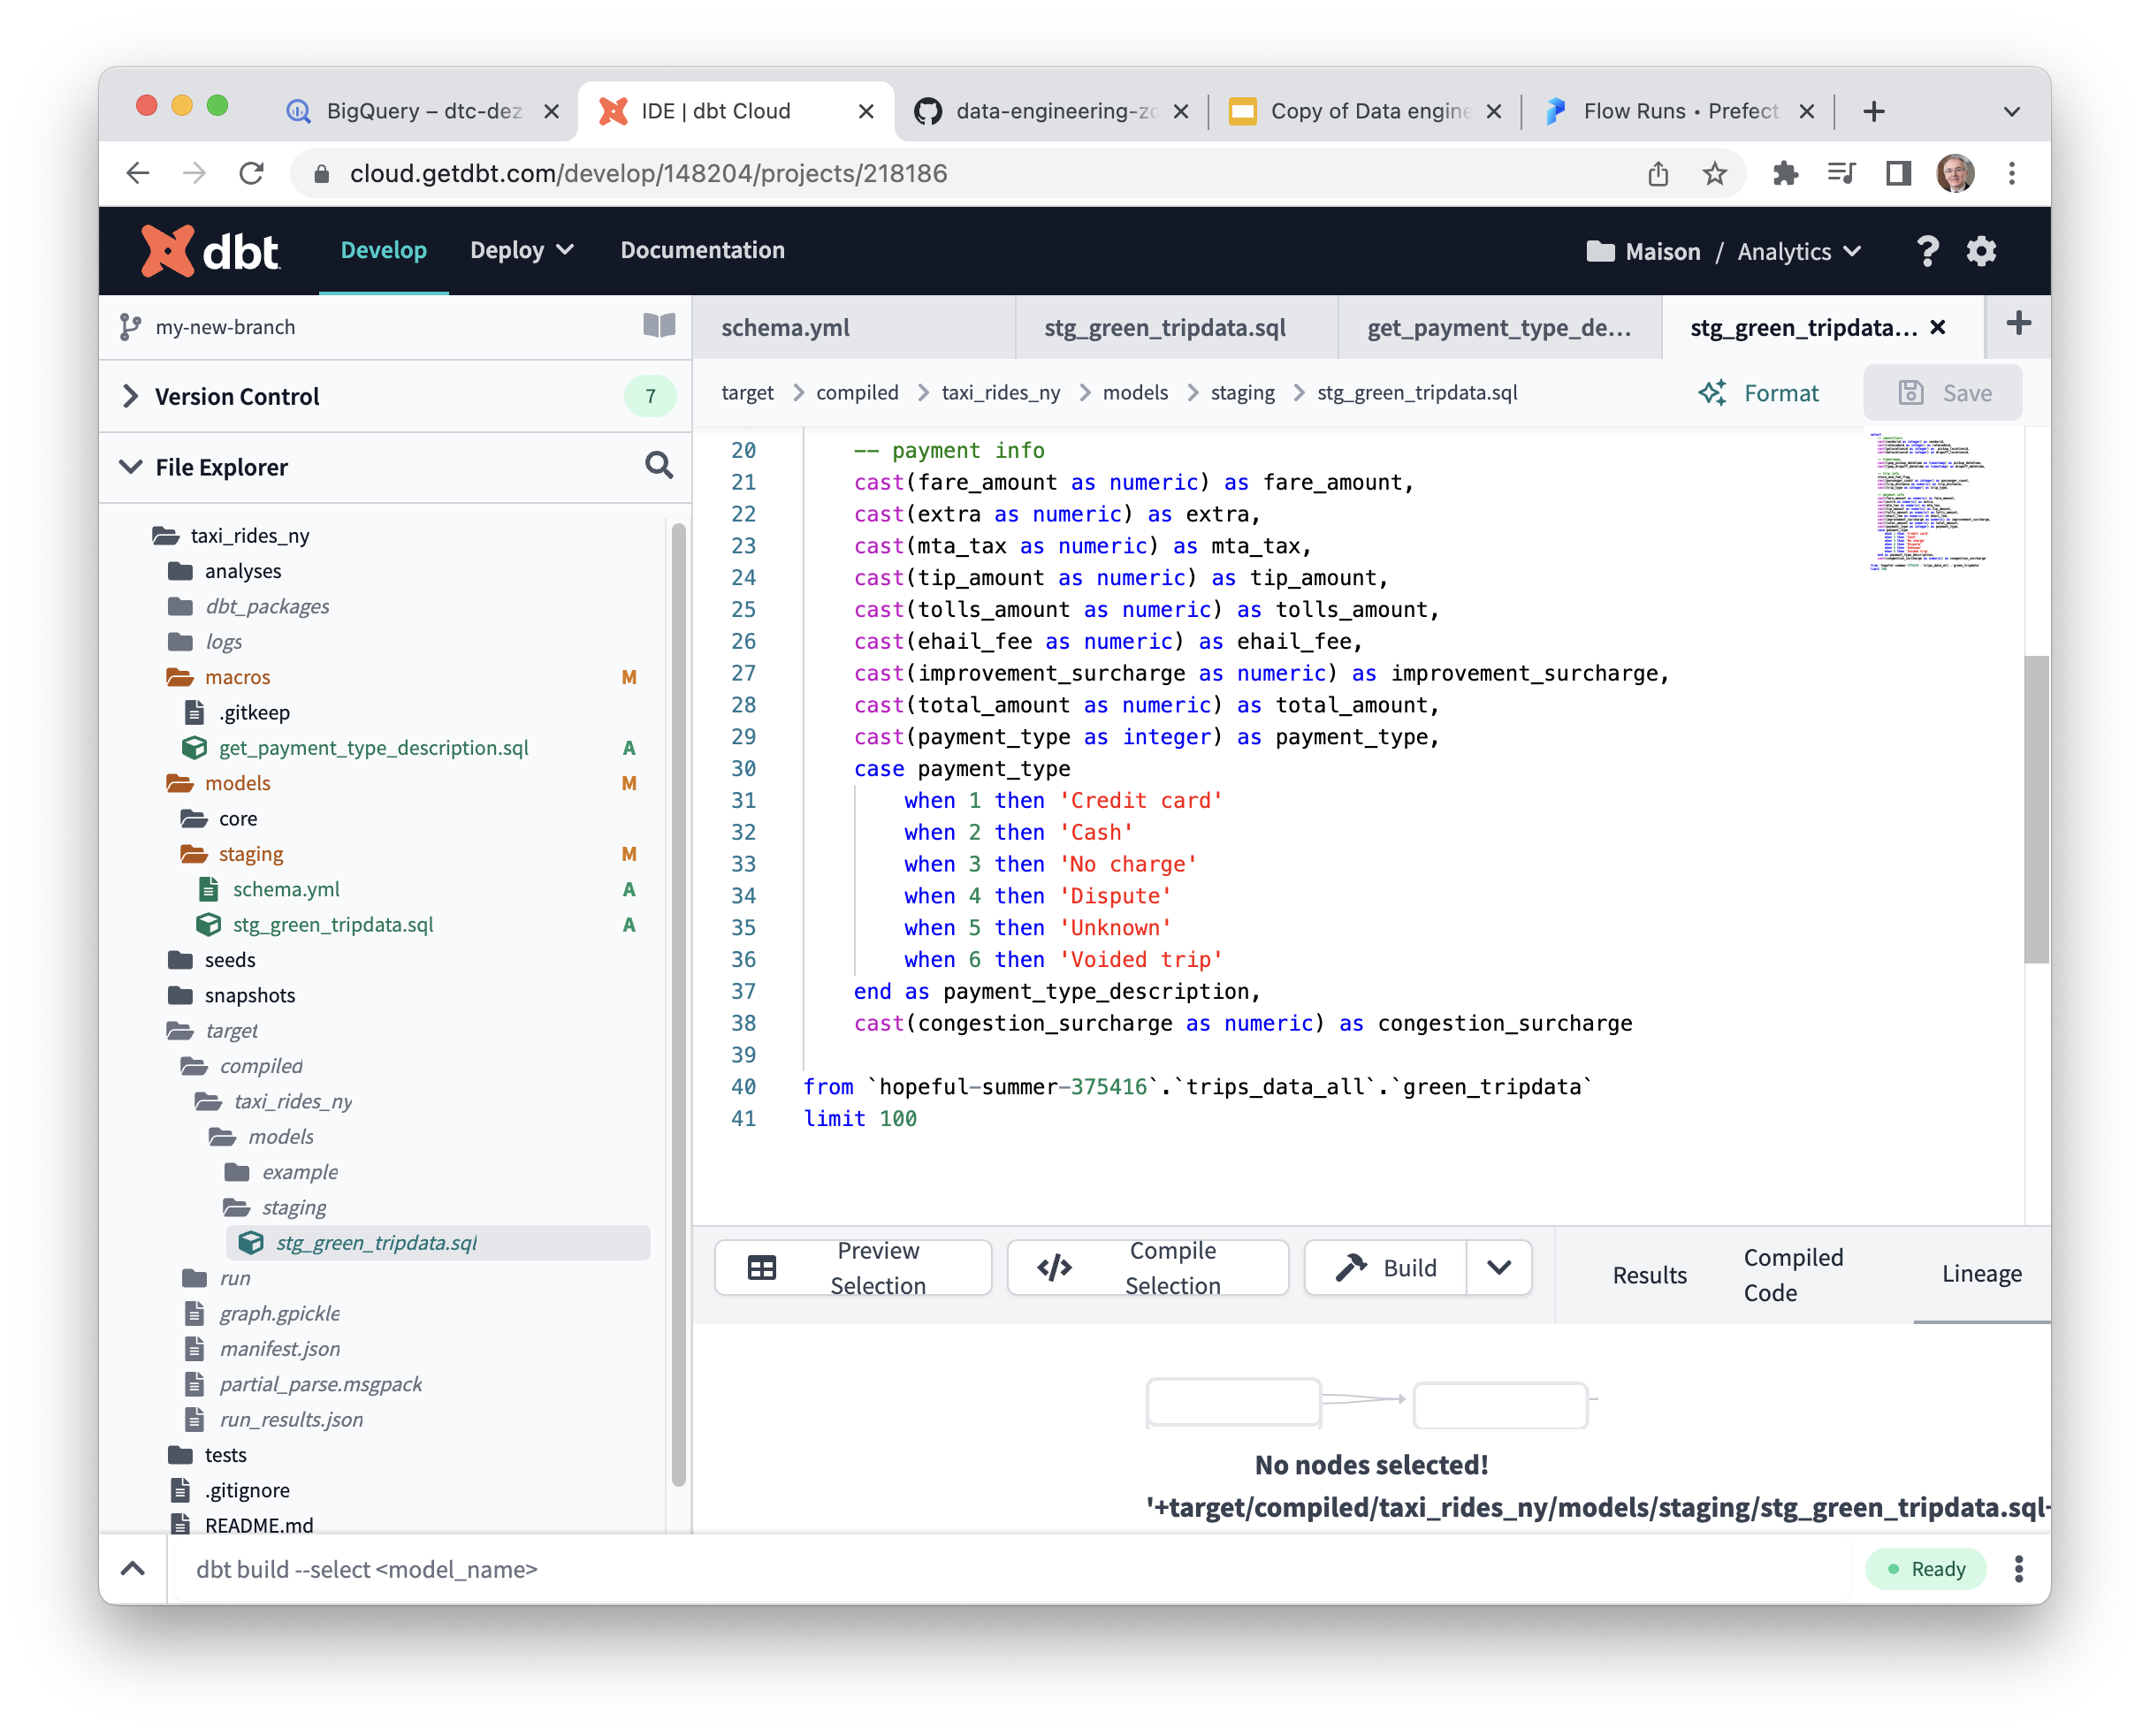 BigQuery – dtc-dez
IDE | dbt Cloud
data-engineering-zo
Copy of Data engine
Flow Runs • Prefect
cloud.getdbt.com/develop/148204/projects/218186
dbt
Develop
Deploy
Documentation
Maison / Analytics
my-new-branch
schema.yml
stg_green_tripdata.sql
get_payment_type_de...
stg_green_tripdata...
Version Control
7
target > compiled > taxi_rides_ny > models > staging > stg_green_tripdata.sql
Format
Save
File Explorer
taxi_rides_ny
analyses
dbt_packages
logs
macros M
.gitkeep
get_payment_type_description.sql A
models M
core
staging M
schema.yml A
stg_green_tripdata.sql A
seeds
snapshots
target
compiled
taxi_rides_ny
models
example
staging
stg_green_tripdata.sql
run
graph.gpickle
manifest.json
partial_parse.msgpack
run_results.json
tests
.gitignore
README.md
20 -- payment info
21 cast(fare_amount as numeric) as fare_amount,
22 cast(extra as numeric) as extra,
23 cast(mta_tax as numeric) as mta_tax,
24 cast(tip_amount as numeric) as tip_amount,
25 cast(tolls_amount as numeric) as tolls_amount,
26 cast(ehail_fee as numeric) as ehail_fee,
27 cast(improvement_surcharge as numeric) as improvement_surcharge,
28 cast(total_amount as numeric) as total_amount,
29 cast(payment_type as integer) as payment_type,
30 case payment_type
31 when 1 then 'Credit card'
32 when 2 then 'Cash'
33 when 3 then 'No charge'
34 when 4 then 'Dispute'
35 when 5 then 'Unknown'
36 when 6 then 'Voided trip'
37 end as payment_type_description,
38 cast(congestion_surcharge as numeric) as congestion_surcharge
39
40 from `hopeful-summer-375416`.`trips_data_all`.`green_tripdata`
41 limit 100
Preview
Selection
Compile
Selection
Build
Results
Compiled
Code
Lineage
No nodes selected!
'+target/compiled/taxi_rides_ny/models/staging/stg_green_tripdata.sql+
dbt build --select <model_name>
Ready